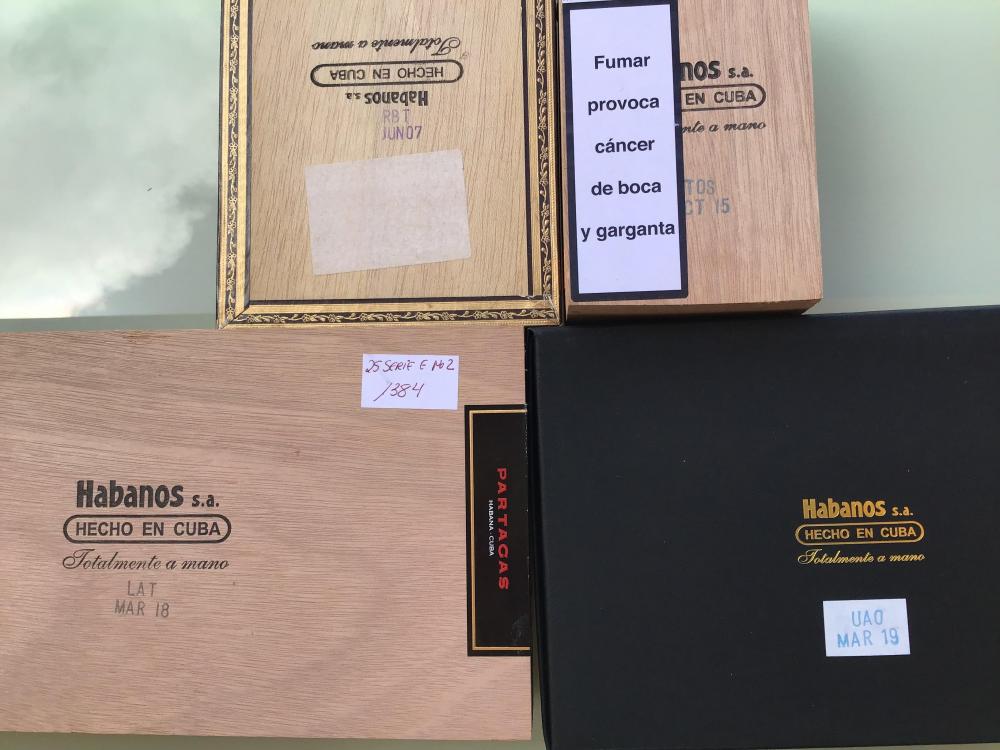 Totalmente a mano
HECHO EN CUBA
Habanos s.a.
RBT
JUN07
Fumar
provoca
cáncer
de boca
y garganta
nos s.a.
EN CUBA
nte a mano
TOS
CT 15
25 SERIE E No2
/384
PARTAGAS
HABANA - CUBA
Habanos s.a.
HECHO EN CUBA
Totalmente a mano
LAT
MAR 18
Habanos s.a.
HECHO EN CUBA
Totalmente a mano
UAO
MAR 19